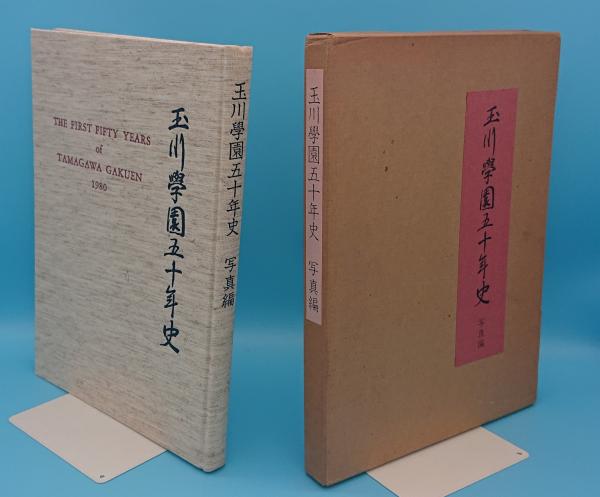 THE FIRST FIFTY YEARS
of
TAMAGAWA GAKUEN
1980
玉川學園五十年史
玉川學園五十年史 写真編
玉川學園五十年史 写真編
玉川學園五十年史 写真編